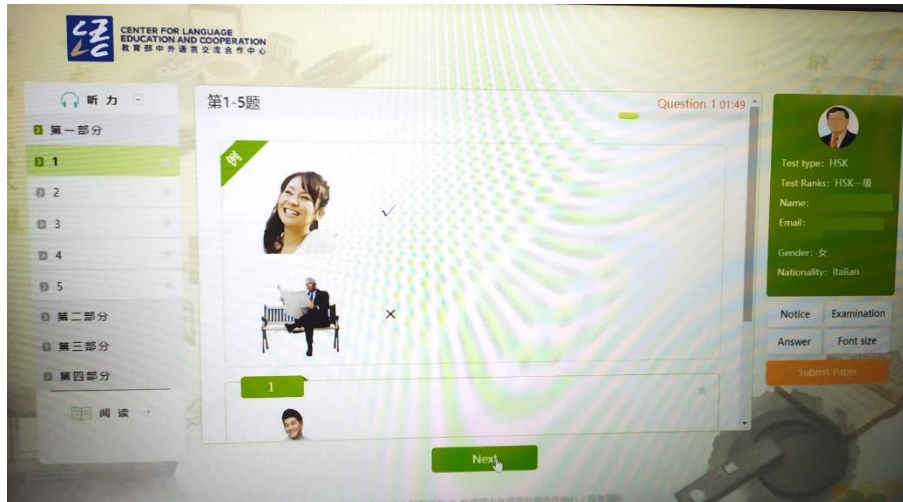 CENTER FOR LANGUAGE
EDUCATION AND COOPERATION
教育部中外语言交流合作中心
听力
第一部分
1
2
3
4
5
第二部分
第三部分
第四部分
阅读
第1-5题
Question 1 01:49
例
✓
×
1
Next
Test type: HSK
Test Ranks: HSK一级
Name:
Email:
Gender: 女
Nationality: italian
Notice
Examination
Answer
Font size
Submit Paper